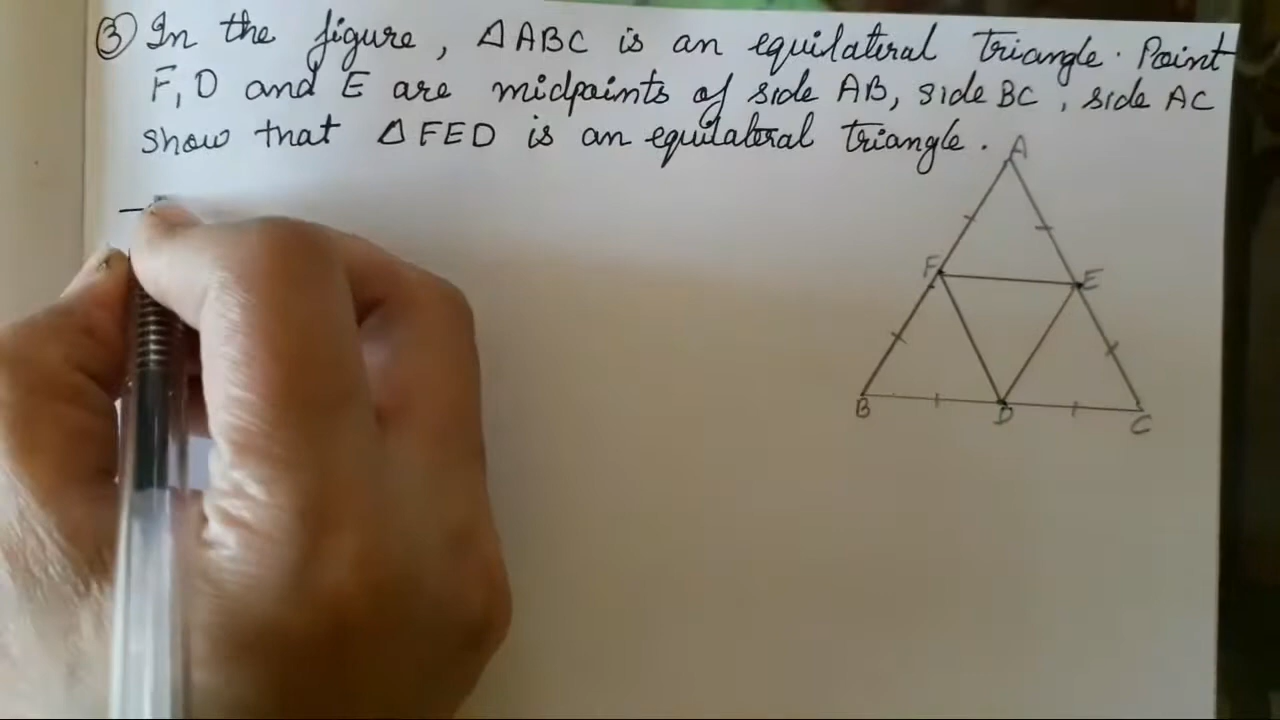 ③ In the figure, △ABC is an equilateral triangle. Point
F, D and E are midpoints of side AB, side BC, side AC
show that △FED is an equilateral triangle.
A
F E
B D C